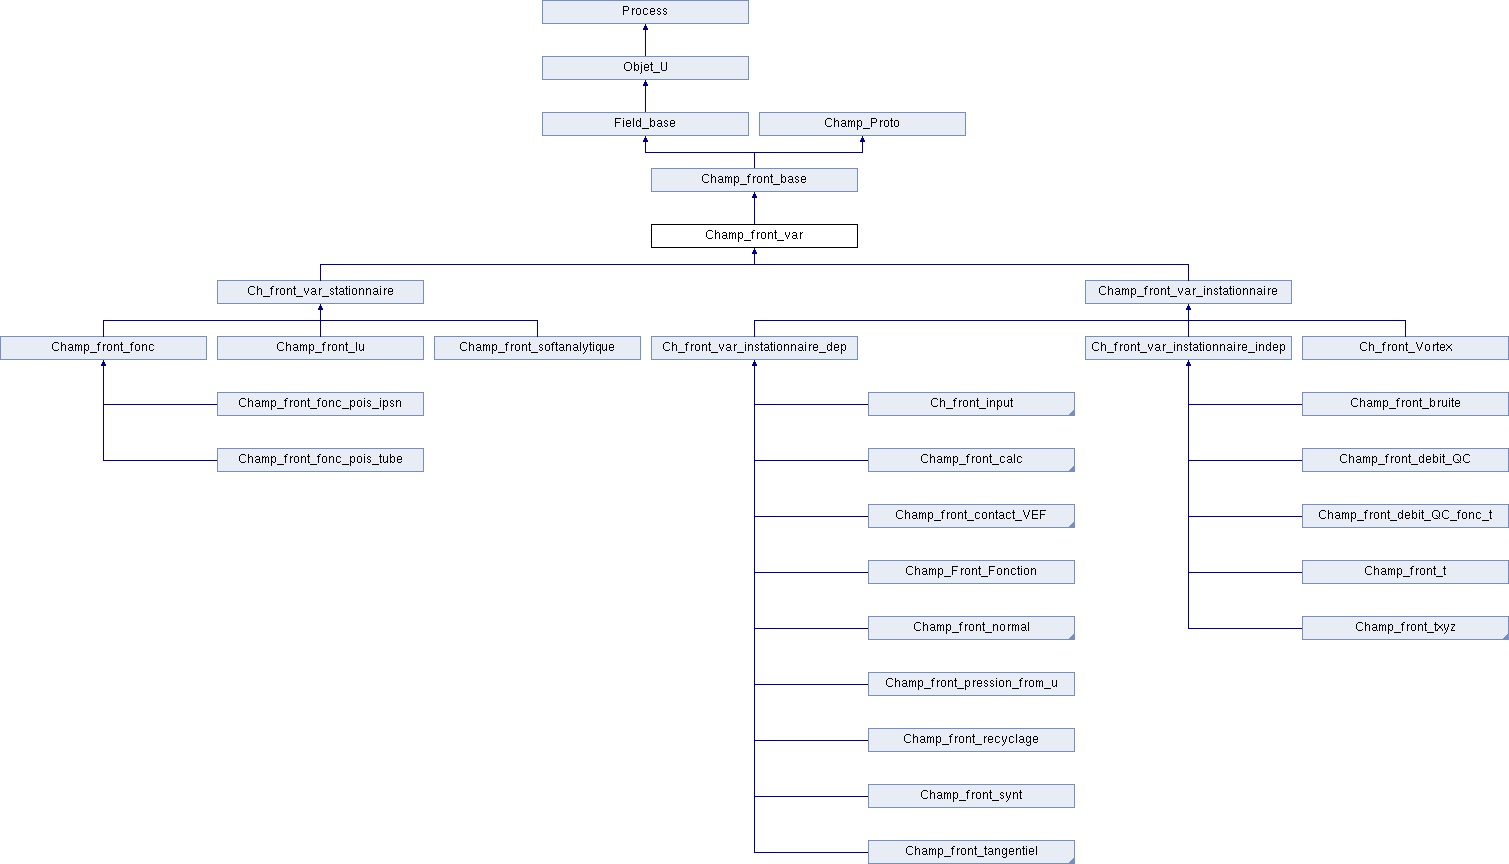 Process
Objet_U
Field_base
Champ_Proto
Champ_front_base
Champ_front_var
Ch_front_var_stationnaire
Champ_front_var_instationnaire
Champ_front_fonc
Champ_front_lu
Champ_front_softanalytique
Ch_front_var_instationnaire_dep
Ch_front_var_instationnaire_indep
Ch_front_Vortex
Champ_front_fonc_pois_ipsn
Ch_front_input
Champ_front_bruite
Champ_front_fonc_pois_tube
Champ_front_calc
Champ_front_debit_QC
Champ_front_contact_VEF
Champ_front_debit_QC_fonc_t
Champ_Front_Fonction
Champ_front_t
Champ_front_normal
Champ_front_txyz
Champ_front_pression_from_u
Champ_front_recyclage
Champ_front_synt
Champ_front_tangentiel